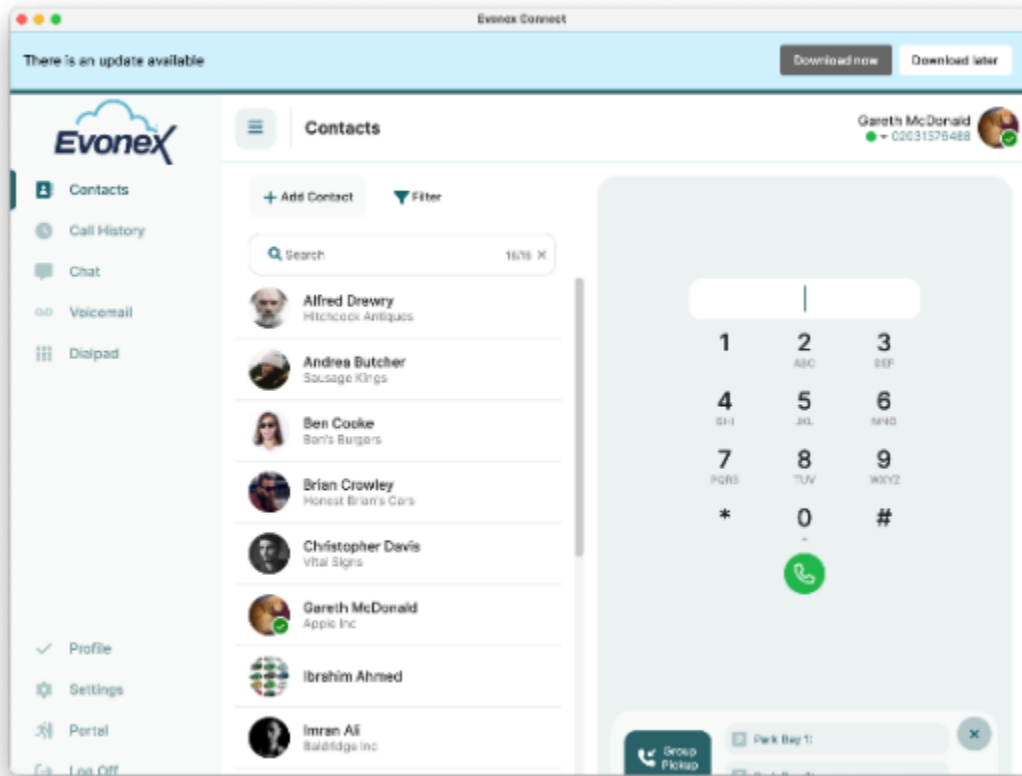 Evonex Connect
There is an update available
Download now
Download later
Evonex
Contacts
Gareth McDonald
02031376488
Contacts
Call History
Chat
Voicemail
Dialpad
Profile
Settings
Portal
Log Off
+ Add Contact
Filter
Search
16/16 ×
Alfred Drewry
Hitchcock Antiques
Andrea Butcher
Sausage Kings
Ben Cooke
Ben's Burgers
Brian Crowley
Honest Brian's Cars
Christopher Davis
Vital Signs
Gareth McDonald
Apple Inc
Ibrahim Ahmed
Imran Ali
Baldridge Inc
1 2 3
ABC DEF
4 5 6
GHI JKL MNO
7 8 9
PQRS TUV WXYZ
* 0 #
+
Group
Pickup
Park Bay 1: